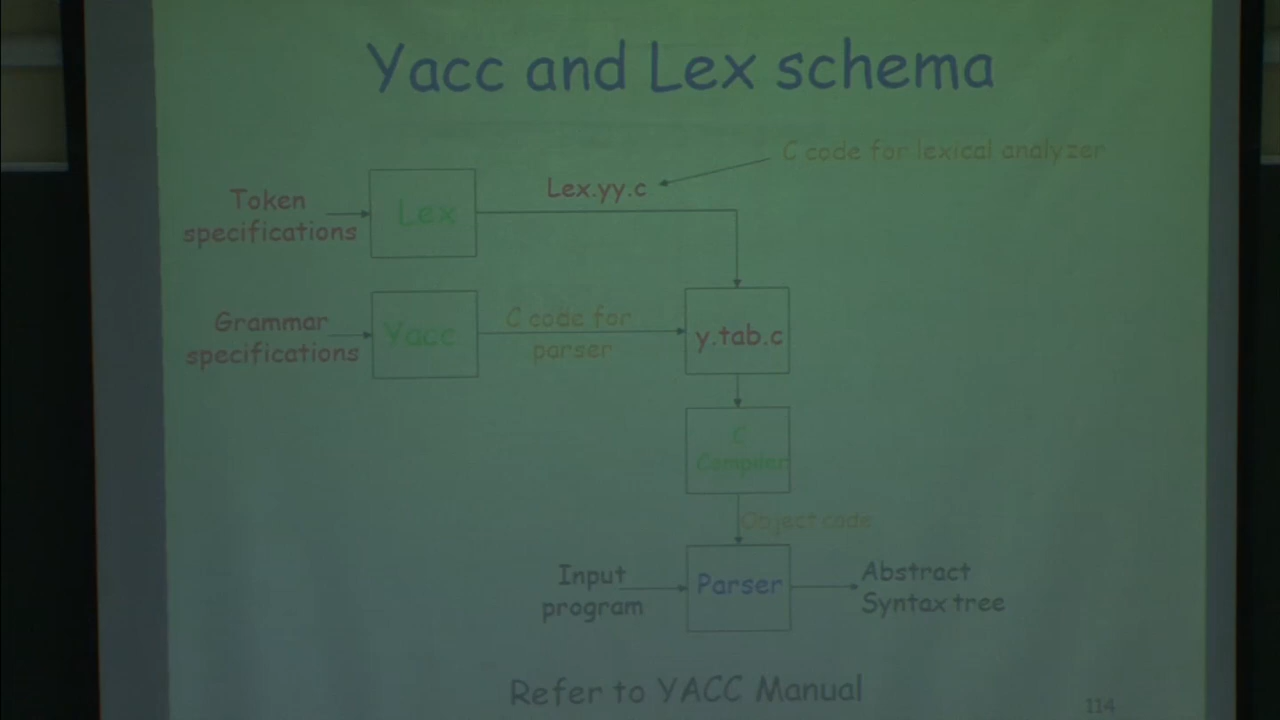 Yacc and Lex schema
C code for lexical analyzer
Token
specifications
Lex
Lex.yy.c
Grammar
specifications
Yacc
C code for
parser
y.tab.c
C
Compiler
Object code
Input
program
Parser
Abstract
Syntax tree
Refer to YACC Manual
114